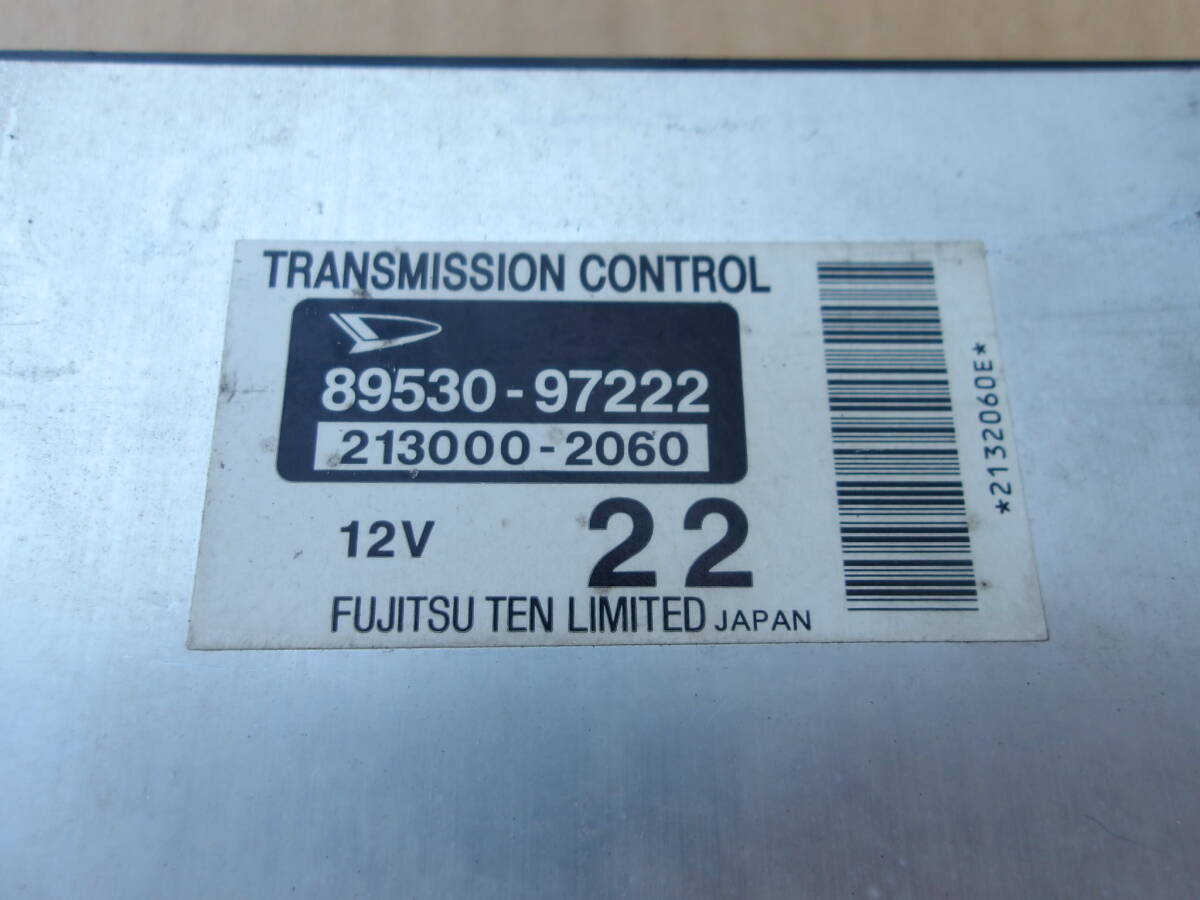 TRANSMISSION CONTROL
89530-97222
213000-2060
12V
22
FUJITSU TEN LIMITED JAPAN
*2132060E*